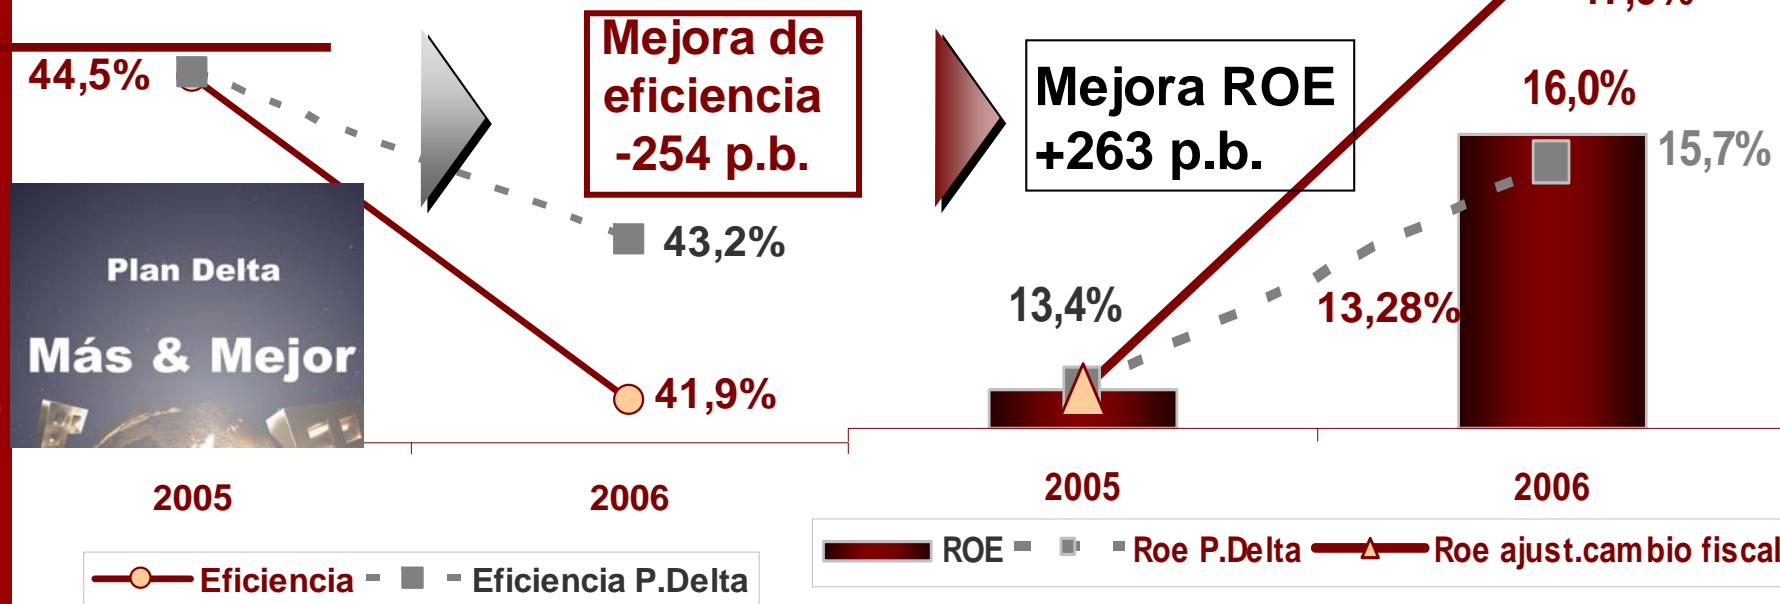 44,5%
Mejora de
eficiencia
-254 p.b.
43,2%
41,9%
Plan Delta
Más & Mejor
2005
2006
Eficiencia
Eficiencia P.Delta
Mejora ROE
+263 p.b.
16,0%
15,7%
13,4%
13,28%
2005
2006
ROE
Roe P.Delta
Roe ajust.cambio fiscal